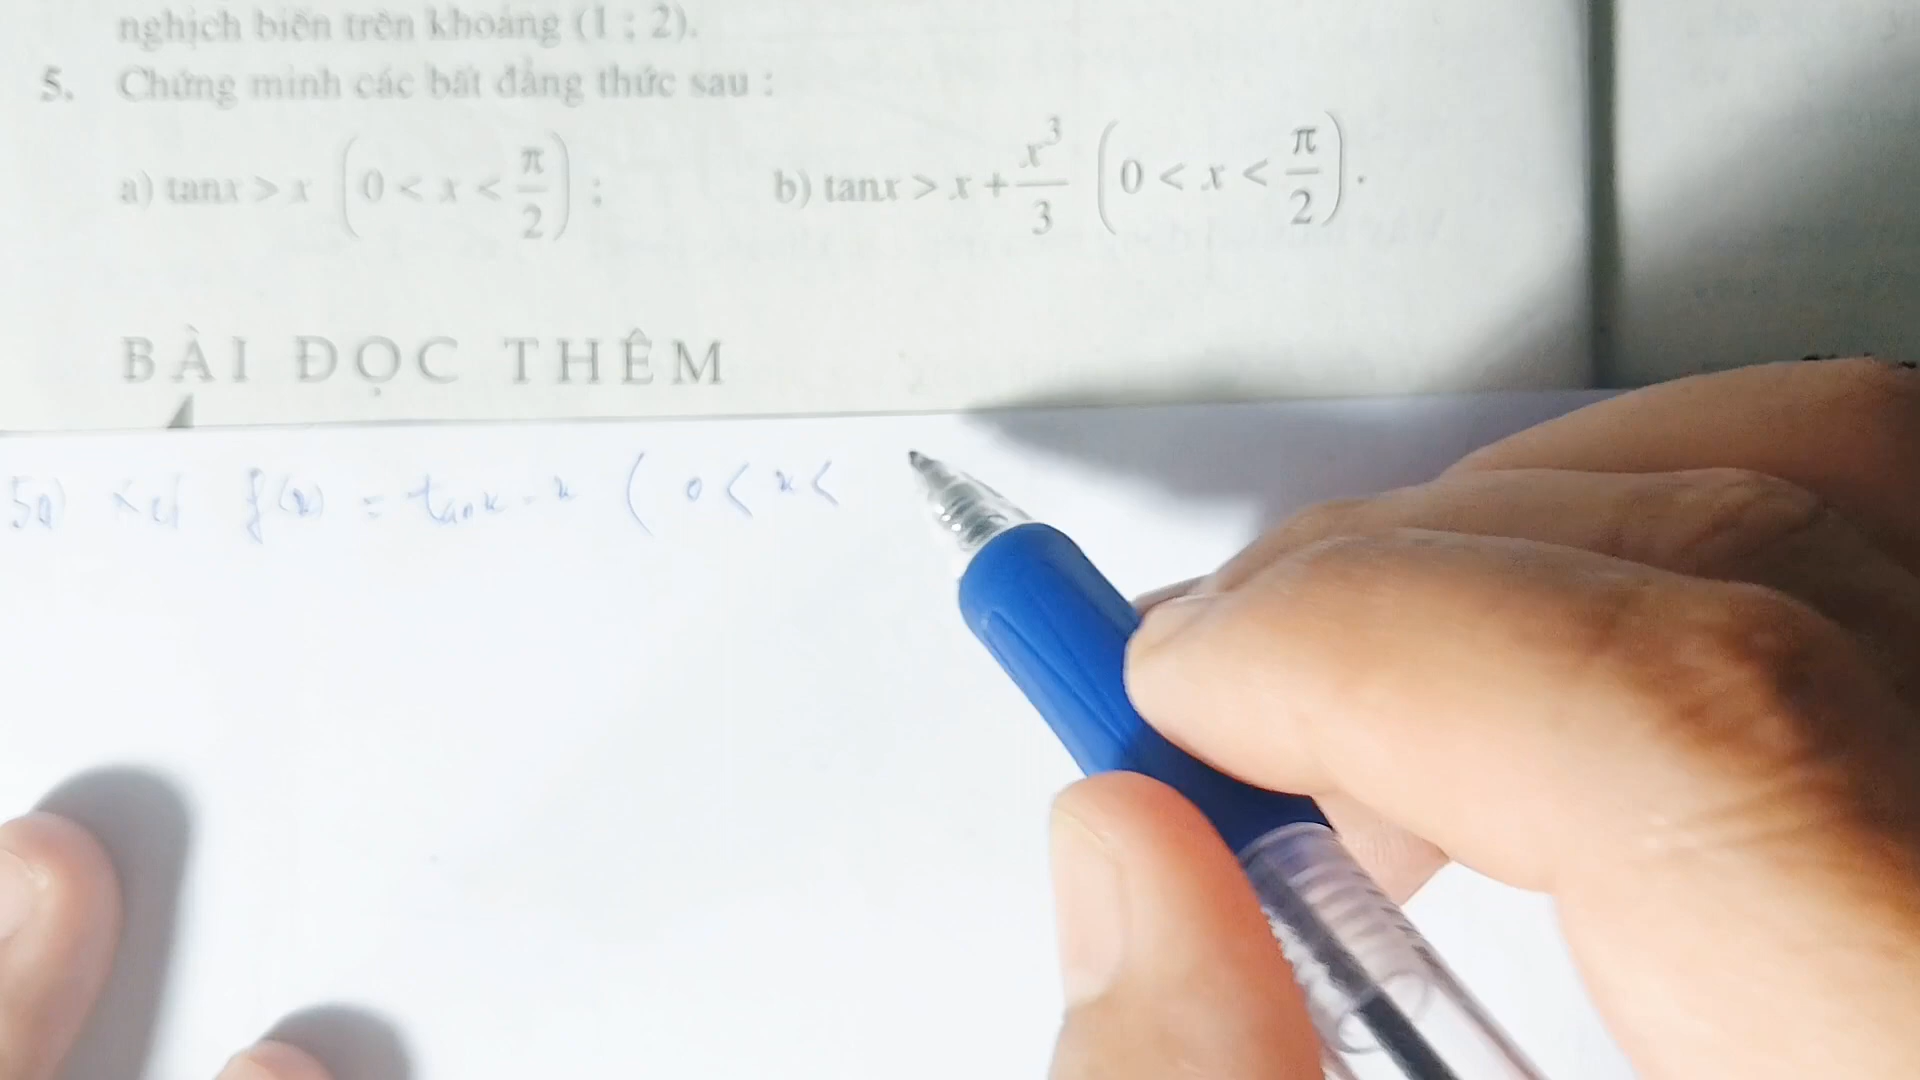 nghịch biến trên khoảng (1 ; 2).
5. Chứng minh các bất đẳng thức sau :
a) tanx > x (0 < x < π/2) ; b) tanx > x + x³/3 (0 < x < π/2).
BÀI ĐỌC THÊM
5a) Xét f(x) = tanx - x ( 0 < x <